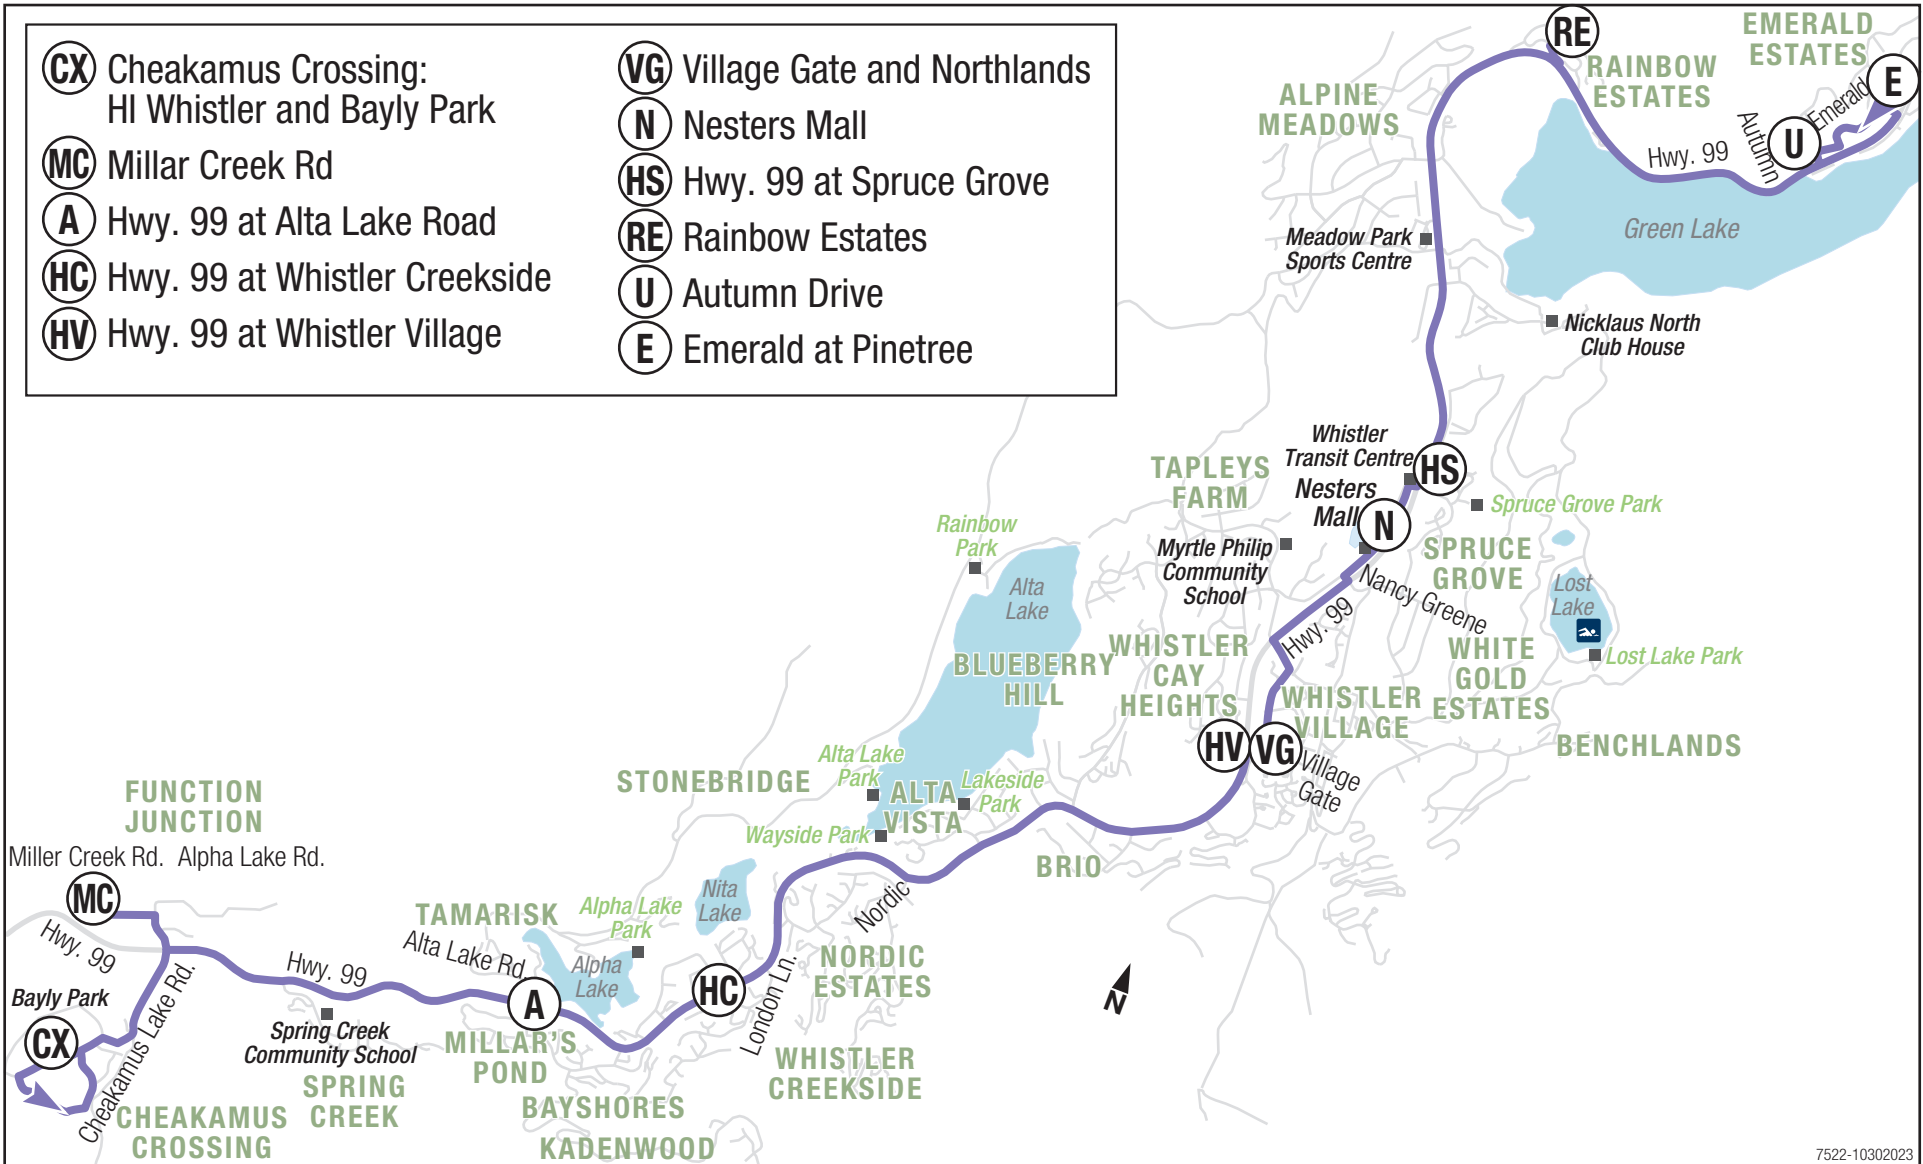 CX Cheakamus Crossing:
HI Whistler and Bayly Park
MC Millar Creek Rd
A Hwy. 99 at Alta Lake Road
HC Hwy. 99 at Whistler Creekside
HV Hwy. 99 at Whistler Village
VG Village Gate and Northlands
N Nesters Mall
HS Hwy. 99 at Spruce Grove
RE Rainbow Estates
U Autumn Drive
E Emerald at Pinetree
RE
EMERALD
ESTATES
RAINBOW
ESTATES
E
Emerald
Autumn
U
Hwy. 99
ALPINE
MEADOWS
Green Lake
Meadow Park
Sports Centre
Nicklaus North
Club House
Whistler
Transit Centre
HS
TAPLEYS
FARM
Nesters
Mall
N
Spruce Grove Park
Rainbow
Park
Myrtle Philip
Community
School
SPRUCE
GROVE
Nancy Greene
Lost
Lake
Alta
Lake
Hwy. 99
Lost Lake Park
BLUEBERRY
HILL
WHISTLER
CAY
HEIGHTS
WHITE
GOLD
ESTATES
WHISTLER
VILLAGE
HV
VG
Village
Gate
BENCHLANDS
STONEBRIDGE
Alta Lake
Park
Lakeside
Park
ALTA
VISTA
Wayside Park
BRIO
FUNCTION
JUNCTION
Miller Creek Rd.
Alpha Lake Rd.
MC
Hwy. 99
Nita
Lake
Nordic
TAMARISK
Alpha Lake
Park
Alta Lake Rd.
Alpha
Lake
Hwy. 99
A
HC
London Ln.
NORDIC
ESTATES
N
Bayly Park
CX
Cheakamus Lake Rd.
Spring Creek
Community School
MILLAR'S
POND
WHISTLER
CREEKSIDE
SPRING
CREEK
BAYSHORES
CHEAKAMUS
CROSSING
KADENWOOD
7522-10302023